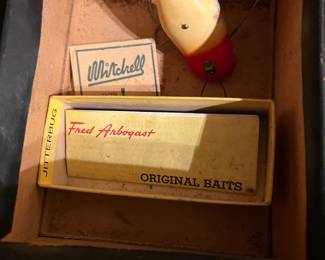 Mitchell
JITTERBUG
Fred Arbogast
ORIGINAL BAITS